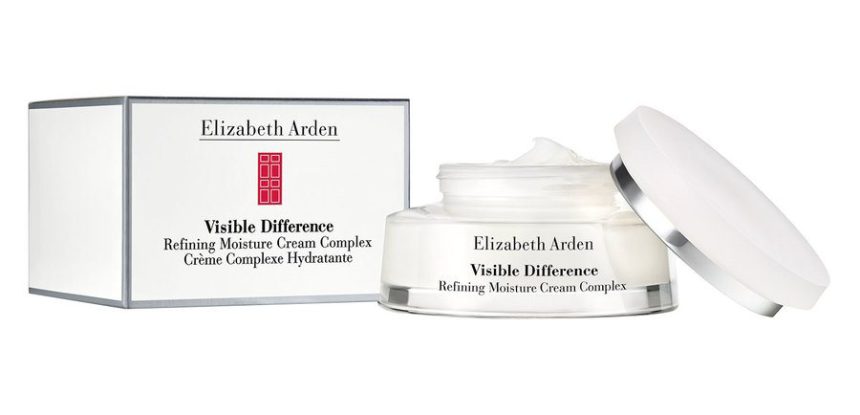 Elizabeth Arden
Visible Difference
Refining Moisture Cream Complex
Crème Complexe Hydratante
Elizabeth Arden
Visible Difference
Refining Moisture Cream Complex